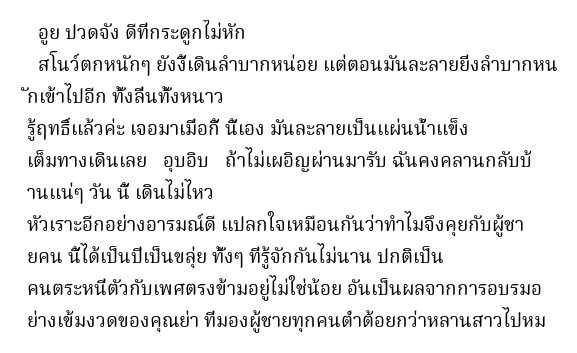 อูย ปวดจัง ดีที่กระดูกไม่หัก
สโนว์ตกหนักๆ ยังงี้เดินลำบากหน่อย แต่ตอนมันละลายยิ่งลำบากหน
ักเข้าไปอีก ทั้งลื่นทั้งหนาว
รู้ฤทธิ์แล้วค่ะ เจอมาเมื่อกี้ นี้เอง มันละลายเป็นแผ่นน้ำแข็ง
เต็มทางเดินเลย อุบอิบ ถ้าไม่เผอิญผ่านมารับ ฉันคงคลานกลับบ้
านแน่ๆ วัน นี้ เดินไม่ไหว
หัวเราะอีกอย่างอารมณ์ดี แปลกใจเหมือนกันว่าทำไมจึงคุยกับผู้ชา
ยคน นี้ได้เป็นปี่เป็นขลุ่ย ทั้งๆ ที่รู้จักกันไม่นาน ปกติเป็น
คนตระหนี่ตัวกับเพศตรงข้ามอยู่ไม่ใช่น้อย อันเป็นผลจากการอบรมอ
ย่างเข้มงวดของคุณย่า ที่มองผู้ชายทุกคนต่ำต้อยกว่าหลานสาวไปหม